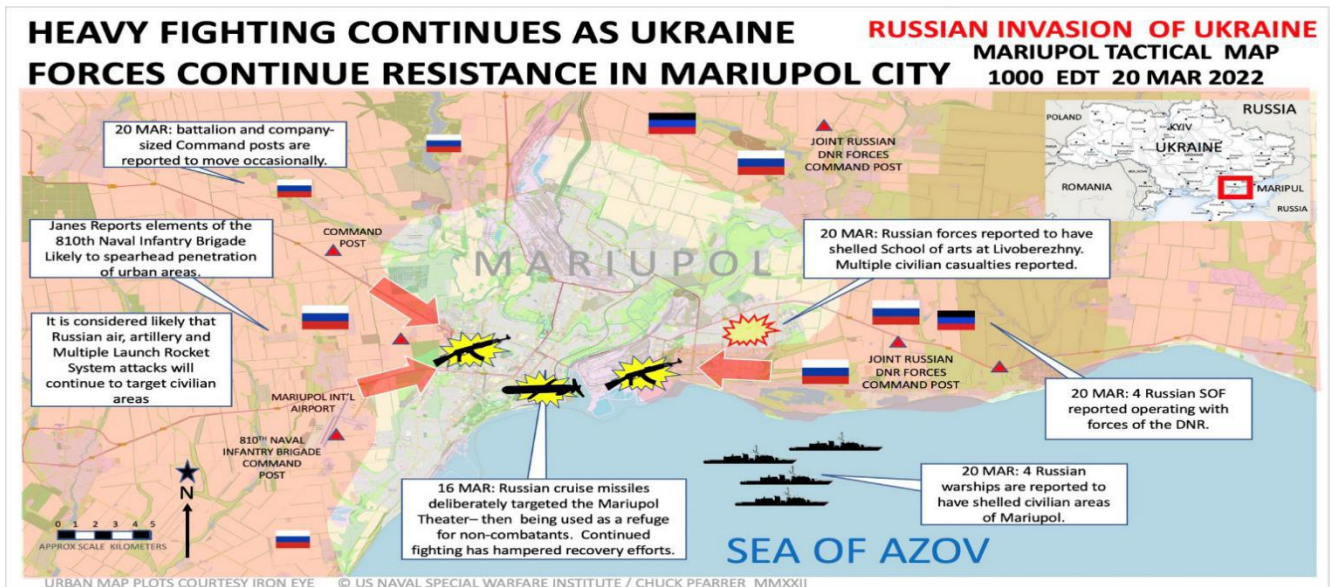 HEAVY FIGHTING CONTINUES AS UKRAINE
FORCES CONTINUE RESISTANCE IN MARIUPOL CITY
RUSSIAN INVASION OF UKRAINE
MARIUPOL TACTICAL MAP
1000 EDT 20 MAR 2022
20 MAR: battalion and company-
sized Command posts are
reported to move occasionally.
JOINT RUSSIAN
DNR FORCES
COMMAND POST
RUSSIA
POLAND
KYIV
UKRAINE
ROMANIA
MARIPUL
RUSSIA
Janes Reports elements of the
810th Naval Infantry Brigade
Likely to spearhead penetration
of urban areas.
COMMAND
POST
MARIUPOL
20 MAR: Russian forces reported to have
shelled School of arts at Livoberezhny.
Multiple civilian casualties reported.
It is considered likely that
Russian air, artillery and
Multiple Launch Rocket
System attacks will
continue to target civilian
areas
JOINT RUSSIAN
DNR FORCES
COMMAND POST
MARIUPOL INT'L
AIRPORT
20 MAR: 4 Russian SOF
reported operating with
forces of the DNR.
810TH NAVAL
INFANTRY BRIGADE
COMMAND
POST
N
0 1 2 3 4 5
APPROX SCALE KILOMETERS
16 MAR: Russian cruise missiles
deliberately targeted the Mariupol
Theater– then being used as a refuge
for non-combatants. Continued
fighting has hampered recovery efforts.
20 MAR: 4 Russian
warships are reported to
have shelled civilian areas
of Mariupol.
SEA OF AZOV
URBAN MAP PLOTS COURTESY IRON EYE © US NAVAL SPECIAL WARFARE INSTITUTE / CHUCK PFARRER MMXXII